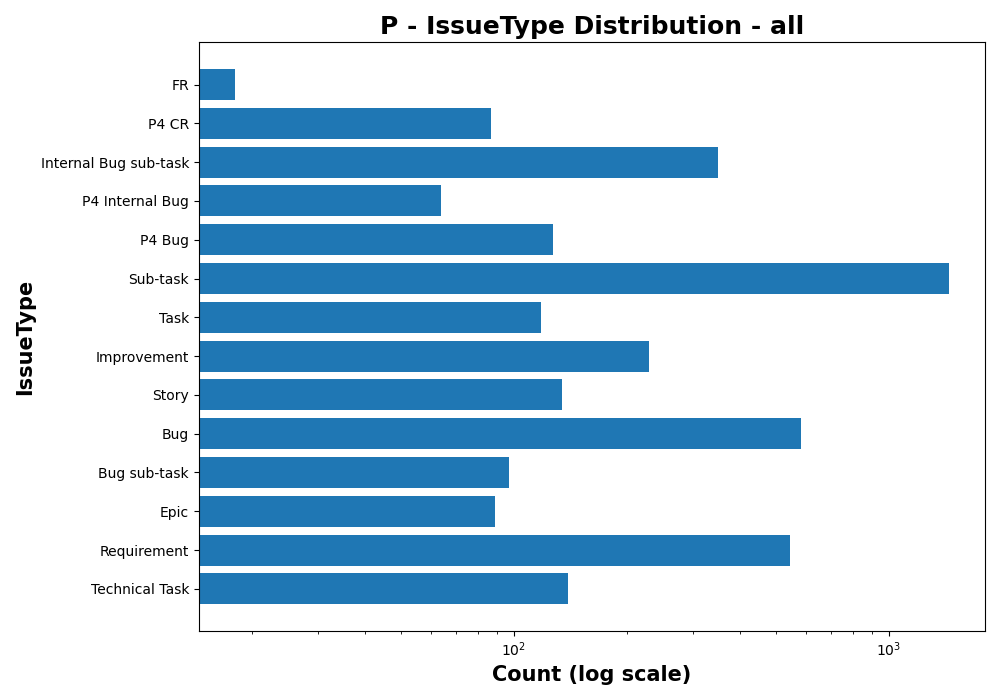 P - IssueType Distribution - all
FR
P4 CR
Internal Bug sub-task
P4 Internal Bug
P4 Bug
Sub-task
Task
Improvement
Story
Bug
Bug sub-task
Epic
Requirement
Technical Task
IssueType
10² 10³
Count (log scale)